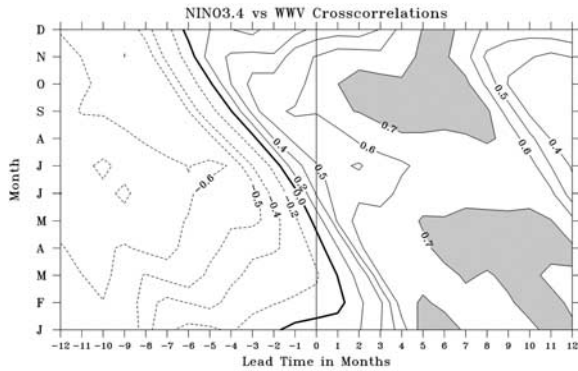 NINO3.4 vs WWV Crosscorrelations
D
N
O
S
A
J
J
M
A
M
F
J
Month
0.5
0.4
0.6
0.7
0.6
0.4
0.5
0.2
-0.0
-0.2
-0.4
-0.5
-0.6
0.7
-12 -11 -10 -9 -8 -7 -6 -5 -4 -3 -2 -1 0 1 2 3 4 5 6 7 8 9 10 11 12
Lead Time in Months